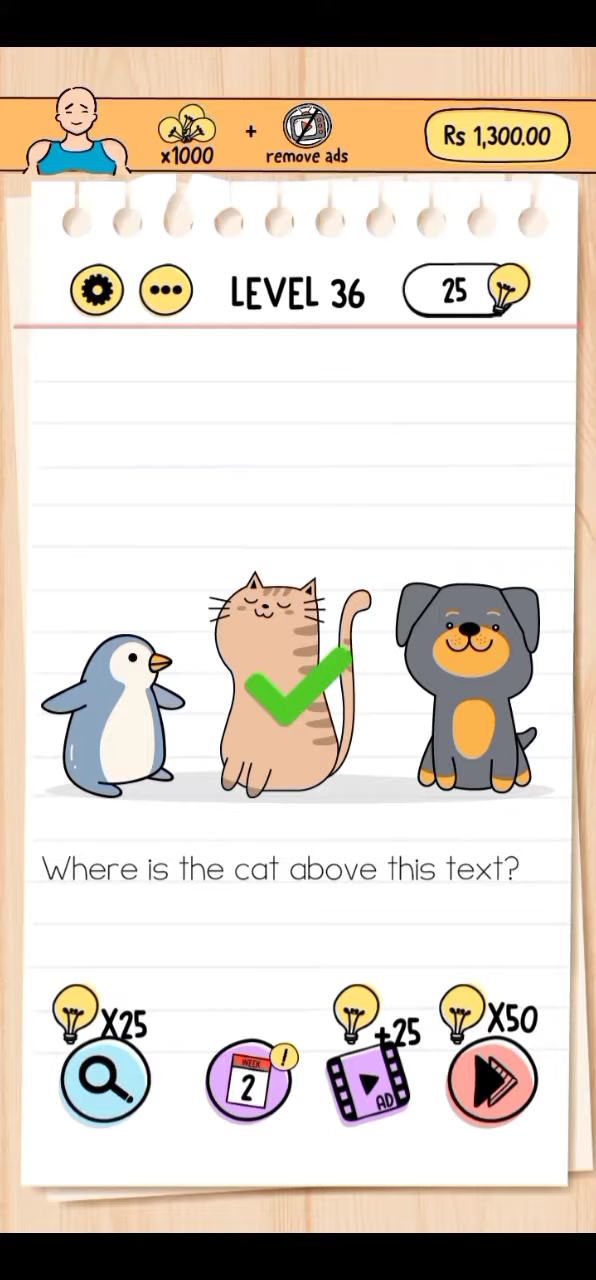 x1000 + remove ads Rs 1,300.00
LEVEL 36 25
Where is the cat above this text?
X25 +25 X50
WEEK ! 
2 AD